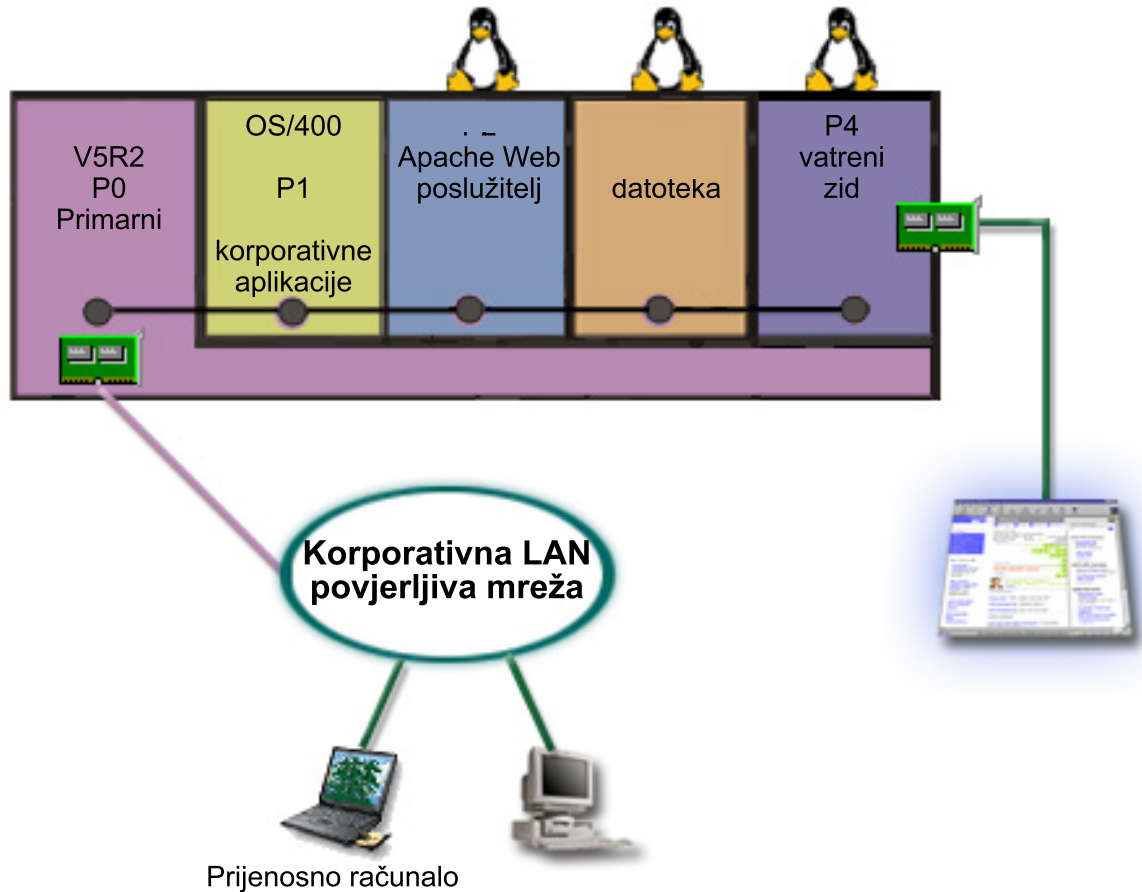 V5R2
P0
Primarni
OS/400
P1
korporativne
aplikacije
Apache Web
poslužitelj
datoteka
P4
vatreni
zid
Korporativna LAN
povjerljiva mreža
Prijenosno računalo